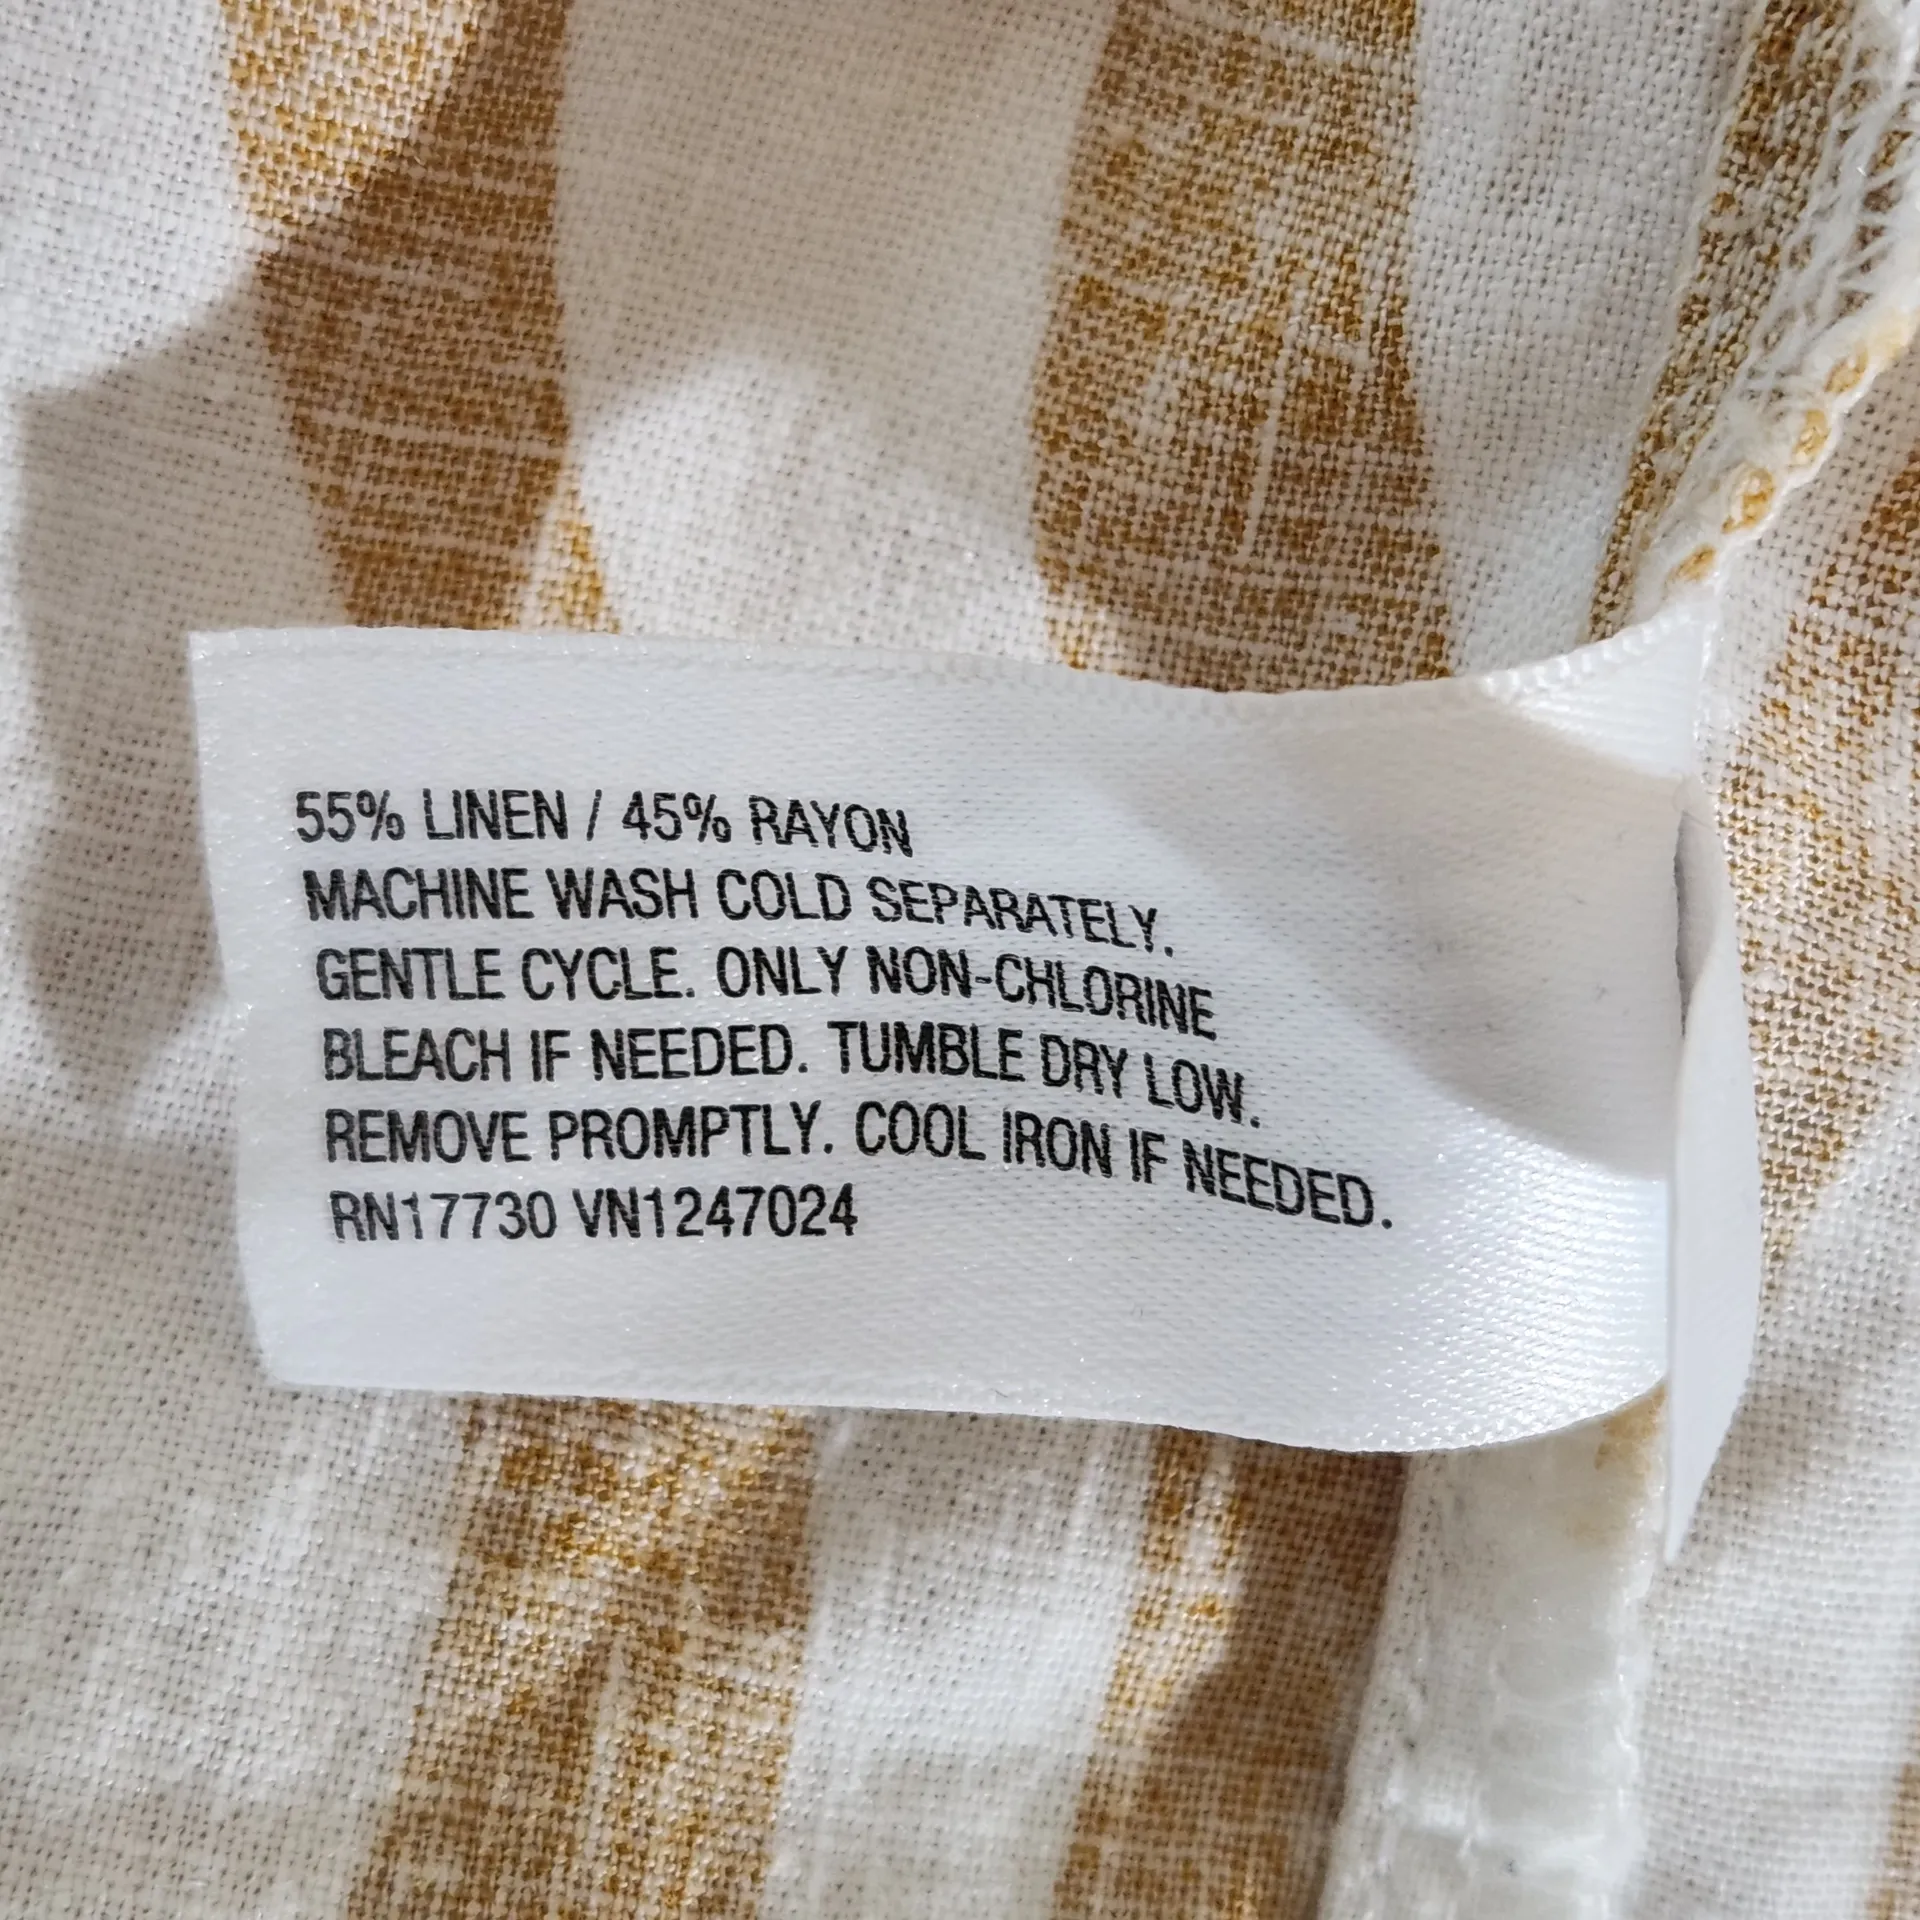 55% LINEN / 45% RAYON
MACHINE WASH COLD SEPARATELY.
GENTLE CYCLE. ONLY NON-CHLORINE
BLEACH IF NEEDED. TUMBLE DRY LOW.
REMOVE PROMPTLY. COOL IRON IF NEEDED.
RN17730 VN1247024